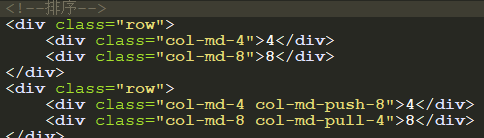 <!--排序-->
<div class="row">
    <div class="col-md-4">4</div>
    <div class="col-md-8">8</div>
</div>
<div class="row">
    <div class="col-md-4 col-md-push-8">4</div>
    <div class="col-md-8 col-md-pull-4">8</div>
</div>